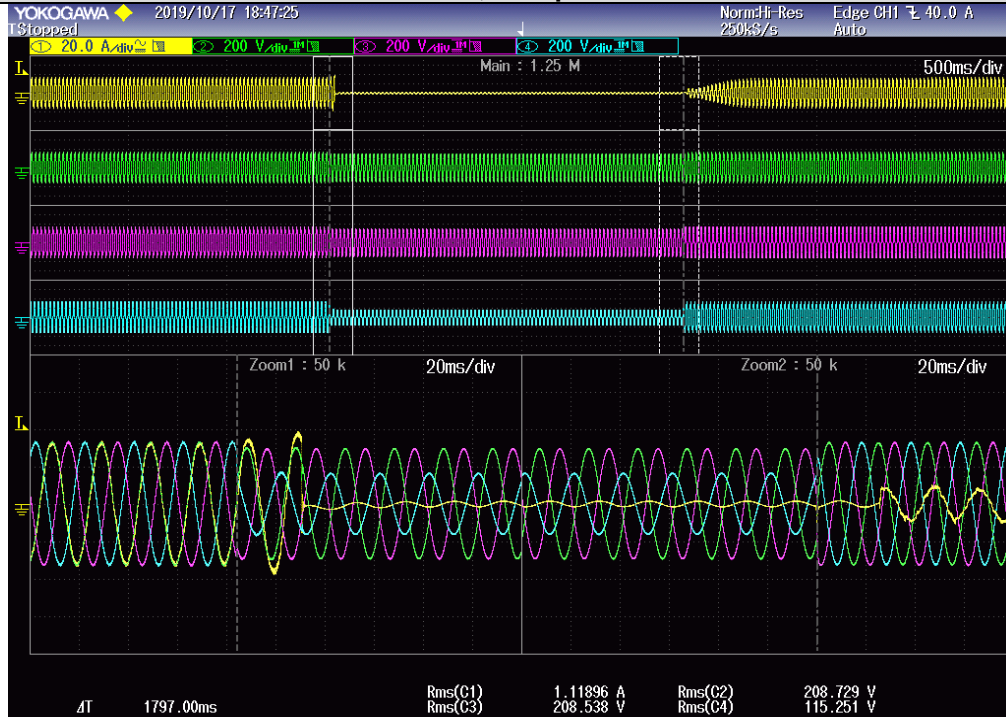 YOKOGAWA 2019/10/17 18:47:25 Norm:Hi-Res Edge CH1 40.0 A
Stopped 250kS/s Auto
1 20.0 A/div 2 200 V/div 3 200 V/div 4 200 V/div
Main : 1.25 M 500ms/div
Zoom1 : 50 k 20ms/div Zoom2 : 50 k 20ms/div
Rms(C1) 1.11896 A Rms(C2) 208.729 V
ΔT 1797.00ms Rms(C3) 208.538 V Rms(C4) 115.251 V